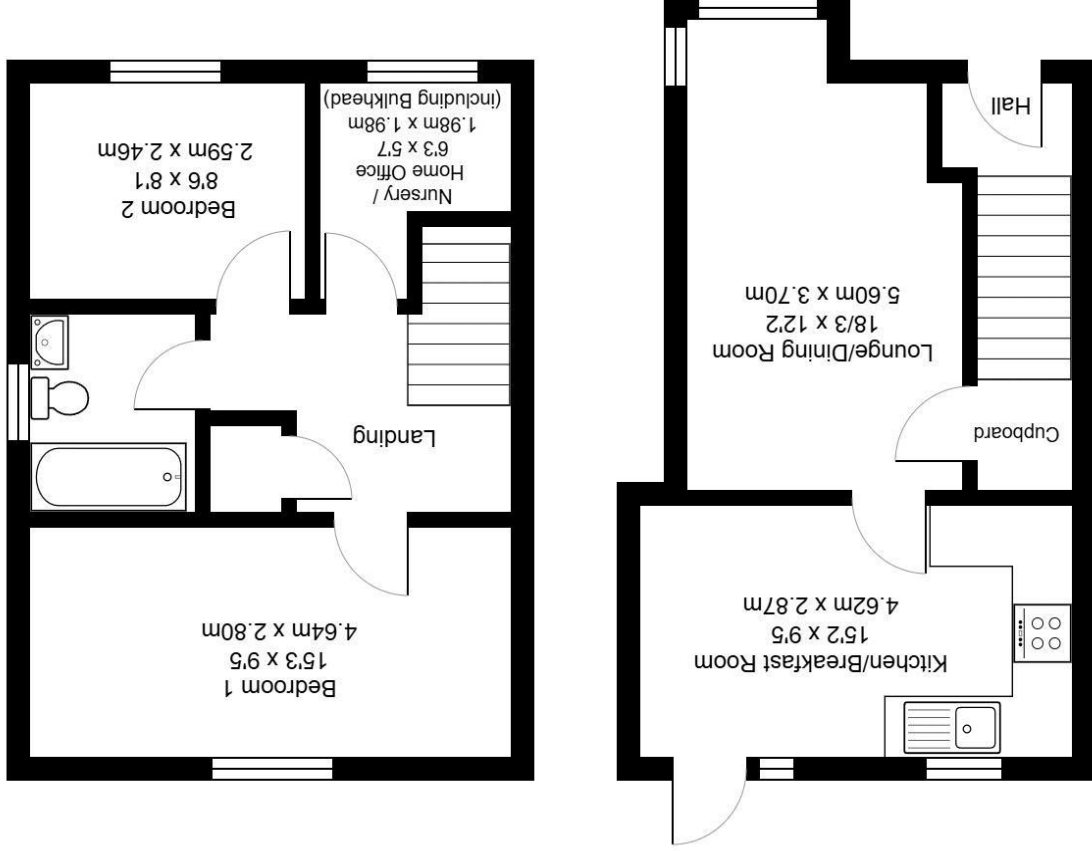 Kitchen/Breakfast Room
15'2 x 9'5
4.62m x 2.87m
Cupboard
Lounge/Dining Room
18/3 x 12'2
5.60m x 3.70m
Hall
Bedroom 1
15'3 x 9'5
4.64m x 2.80m
Landing
Nursery /
Home Office
6'3 x 5'7
1.98m x 1.98m
(including Bulkhead)
Bedroom 2
8'6 x 8'1
2.59m x 2.46m